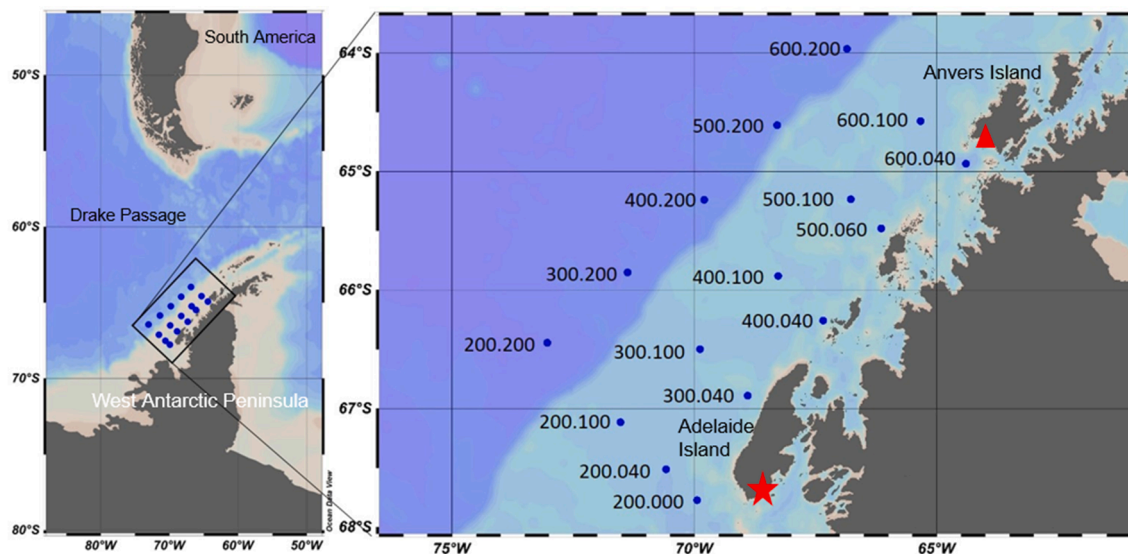 South America
50°S
60°S
Drake Passage
70°S
West Antarctic Peninsula
80°S
80°W
70°W
60°W
50°W
Ocean Data View
64°S
600.200
Anvers Island
500.200
600.100
600.040
65°S
400.200
500.100
500.060
300.200
400.100
66°S
400.040
200.200
300.100
300.040
67°S
200.100
Adelaide
Island
200.040
200.000
68°S
75°W
70°W
65°W